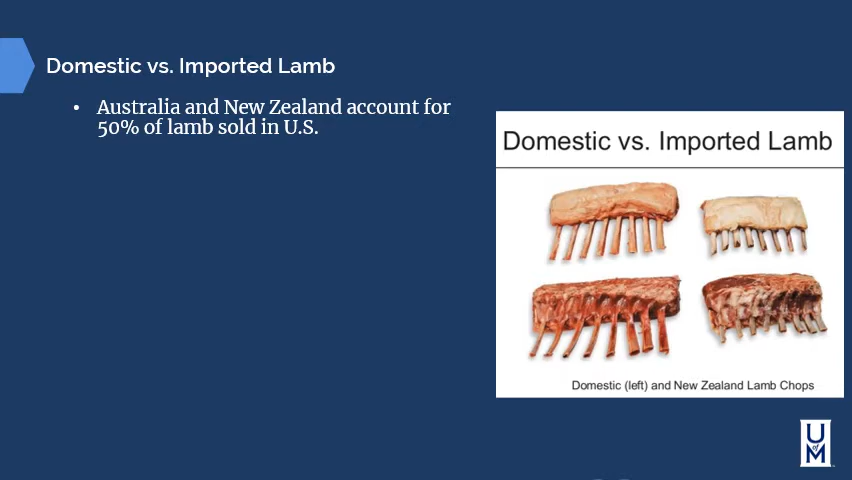 Domestic vs. Imported Lamb
• Australia and New Zealand account for
50% of lamb sold in U.S.
Domestic vs. Imported Lamb
Domestic (left) and New Zealand Lamb Chops
U
of
M